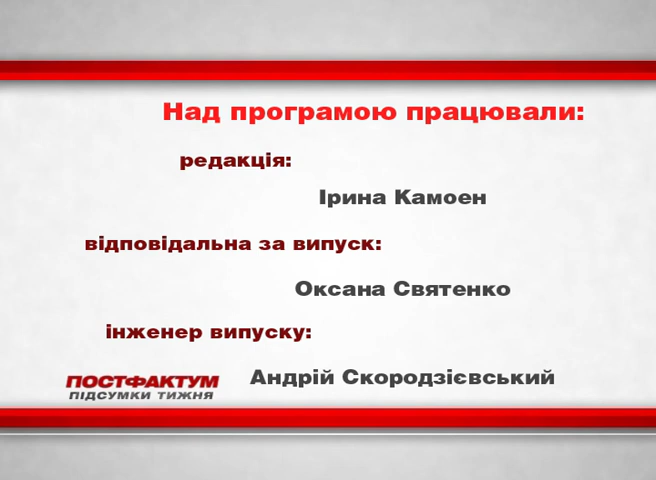 Над програмою працювали:
редакція:
Ірина Камоен
відповідальна за випуск:
Оксана Святенко
інженер випуску:
Андрій Скородзієвський
ПОСТФАКТУМ
ПІДСУМКИ ТИЖНЯ